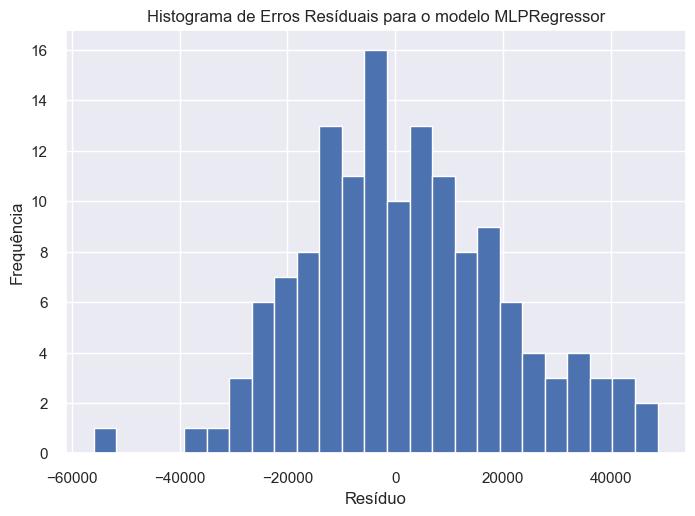 Histograma de Erros Resíduais para o modelo MLPRegressor
16
14
12
10
8
6
4
2
0
Frequência
−60000 −40000 −20000 0 20000 40000
Resíduo